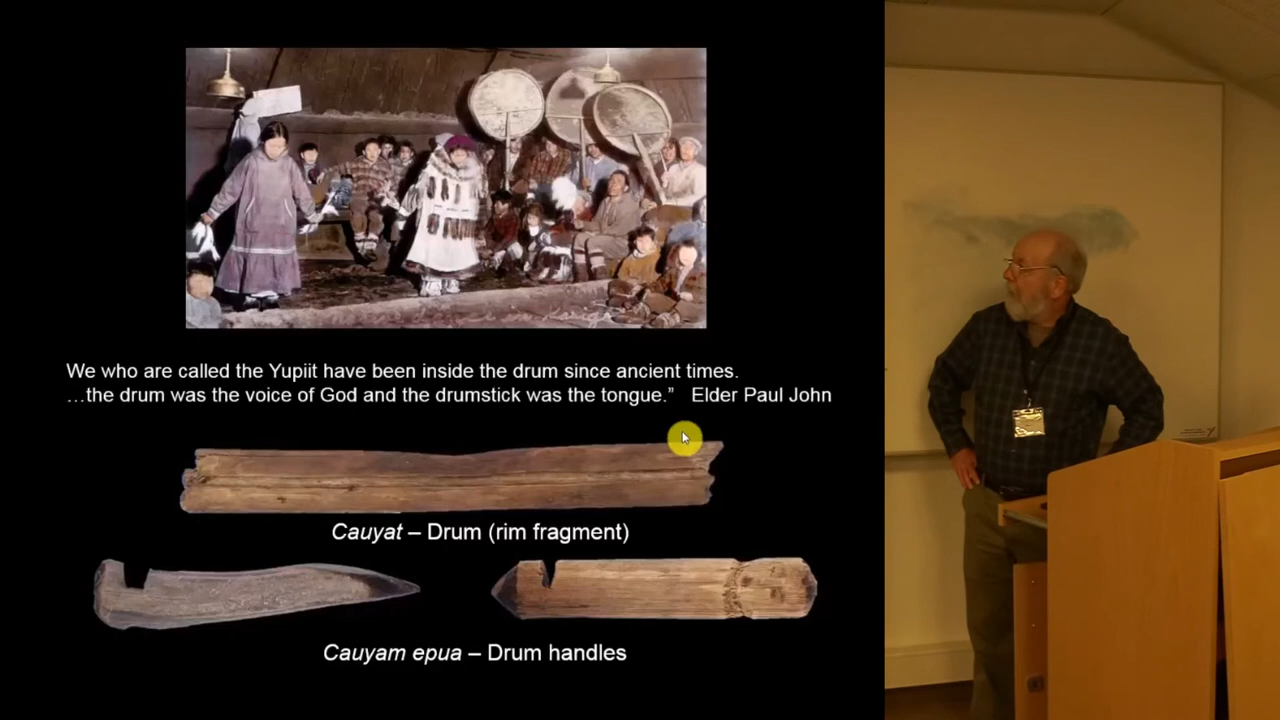 We who are called the Yupiit have been inside the drum since ancient times.
…the drum was the voice of God and the drumstick was the tongue.” Elder Paul John
Cauyat – Drum (rim fragment)
Cauyam epua – Drum handles